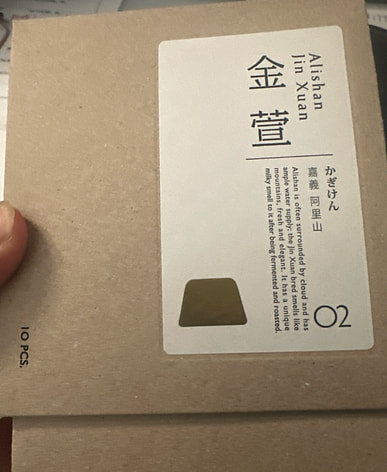 Alishan
Jin Xuan
金萱
かぎけん
嘉義 阿里山
Alishan is often surrounded by cloud and has
ample water supply; the Jin Xuan bred smells like
mountains, fresh and elegant. It has a unique
milky smell to it after being fermented and roasted.
02
10 PCS.